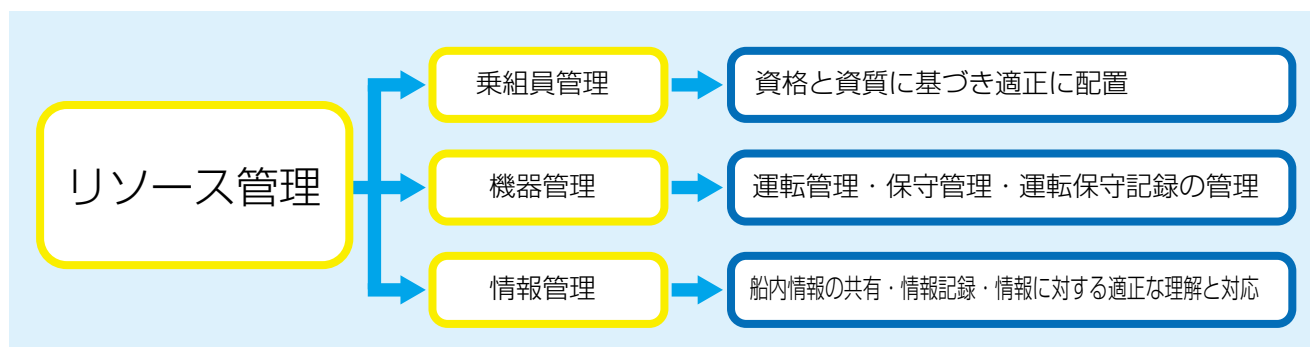 リソース管理
乗組員管理
資格と資質に基づき適正に配置
機器管理
運転管理・保守管理・運転保守記録の管理
情報管理
船内情報の共有・情報記録・情報に対する適正な理解と対応